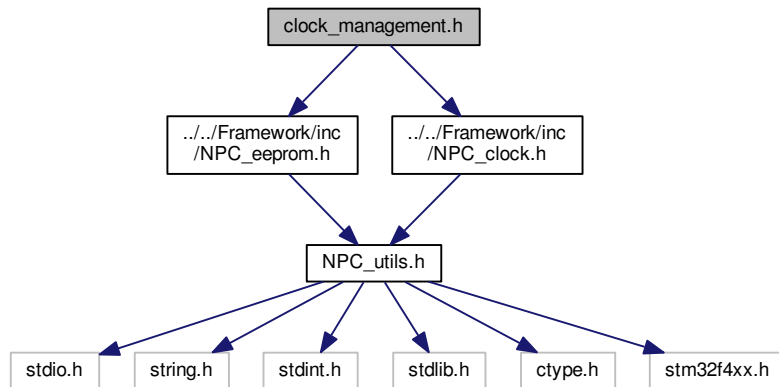 clock_management.h
../../Framework/inc
/NPC_eeprom.h
../../Framework/inc
/NPC_clock.h
NPC_utils.h
stdio.h
string.h
stdint.h
stdlib.h
ctype.h
stm32f4xx.h